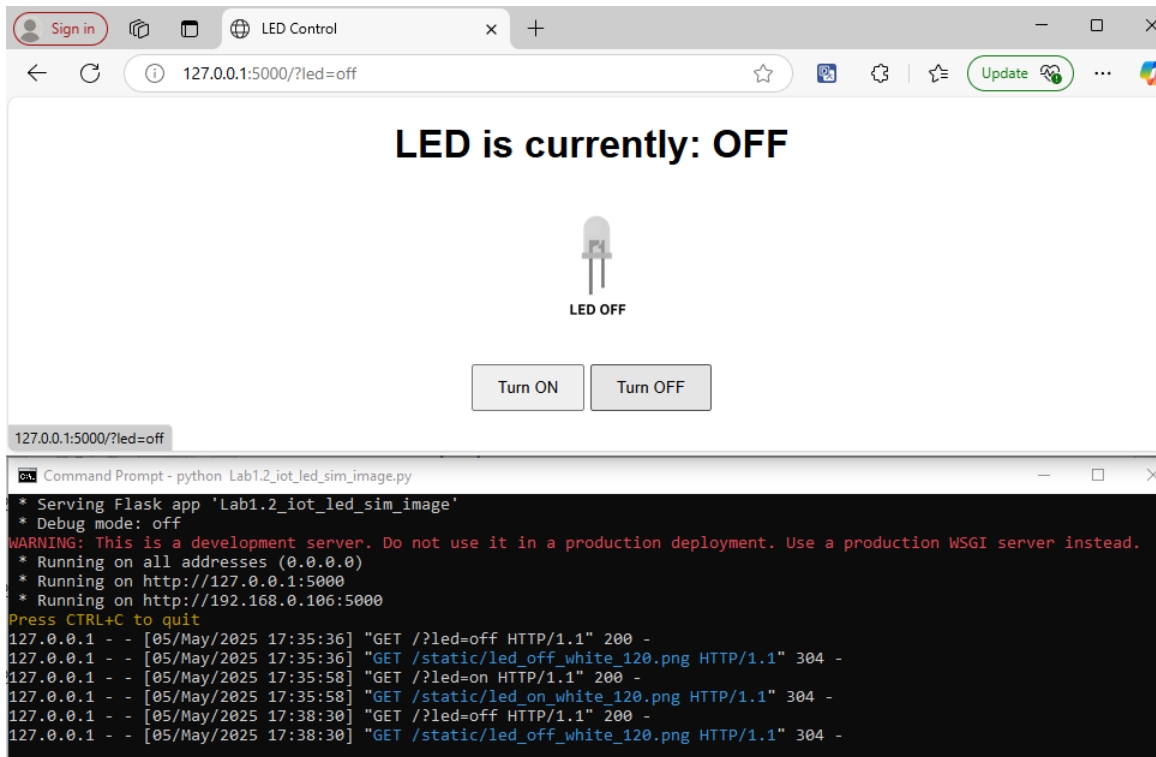 Sign in
LED Control
127.0.0.1:5000/?led=off
Update
LED is currently: OFF
LED OFF
Turn ON Turn OFF
127.0.0.1:5000/?led=off
Command Prompt - python  Lab1.2_iot_led_sim_image.py
* Serving Flask app 'Lab1.2_iot_led_sim_image'
* Debug mode: off
WARNING: This is a development server. Do not use it in a production deployment. Use a production WSGI server instead.
* Running on all addresses (0.0.0.0)
* Running on http://127.0.0.1:5000
* Running on http://192.168.0.106:5000
Press CTRL+C to quit
127.0.0.1 - - [05/May/2025 17:35:36] "GET /?led=off HTTP/1.1" 200 -
127.0.0.1 - - [05/May/2025 17:35:36] "GET /static/led_off_white_120.png HTTP/1.1" 304 -
127.0.0.1 - - [05/May/2025 17:35:58] "GET /?led=on HTTP/1.1" 200 -
127.0.0.1 - - [05/May/2025 17:35:58] "GET /static/led_on_white_120.png HTTP/1.1" 304 -
127.0.0.1 - - [05/May/2025 17:38:30] "GET /?led=off HTTP/1.1" 200 -
127.0.0.1 - - [05/May/2025 17:38:30] "GET /static/led_off_white_120.png HTTP/1.1" 304 -